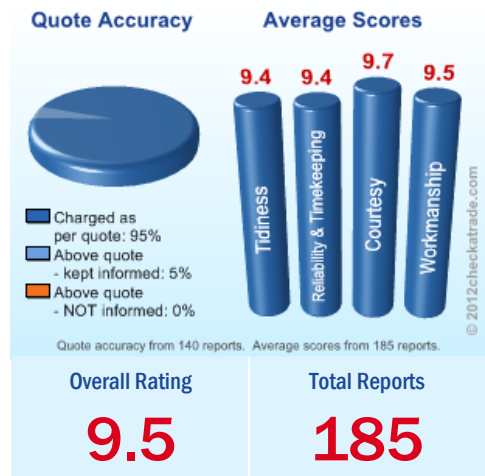 Quote Accuracy
Average Scores
9.4
9.4
9.7
9.5
Tidiness
Reliability & Timekeeping
Courtesy
Workmanship
Charged as
per quote: 95%
Above quote
- kept informed: 5%
Above quote
- NOT informed: 0%
© 2012checkatrade.com
Quote accuracy from 140 reports. Average scores from 185 reports.
Overall Rating
9.5
Total Reports
185